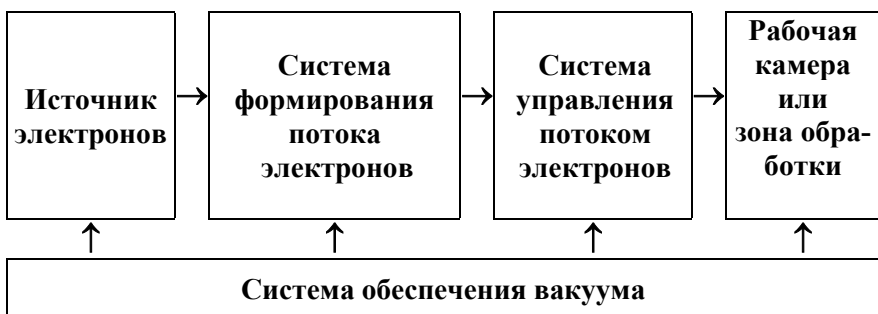 Источник
электронов
Система
формирования
потока
электронов
Система
управления
потоком
электронов
Рабочая
камера
или
зона обра-
ботки
Система обеспечения вакуума